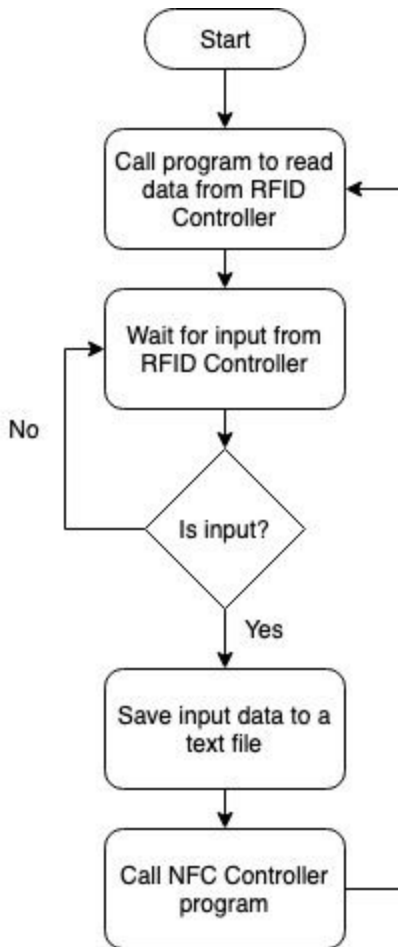 Start
Call program to read
data from RFID
Controller
Wait for input from
RFID Controller
No
Is input?
Yes
Save input data to a
text file
Call NFC Controller
program